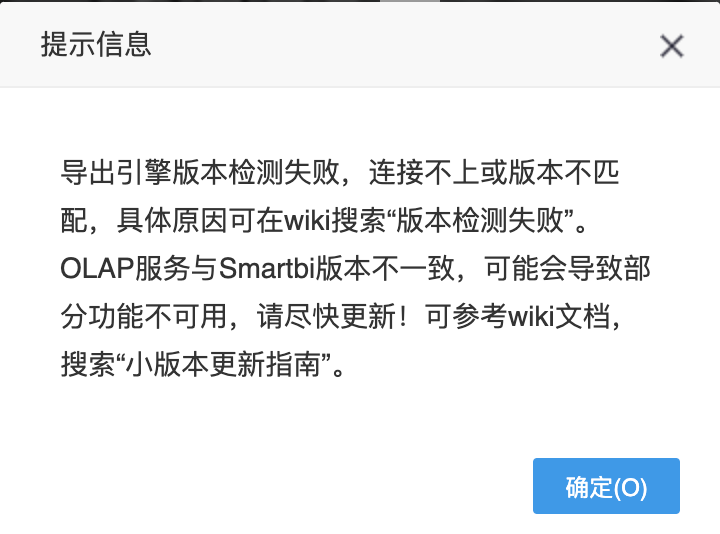 提示信息
导出引擎版本检测失败，连接不上或版本不匹
配，具体原因可在wiki搜索“版本检测失败”。
OLAP服务与Smartbi版本不一致，可能会导致部
分功能不可用，请尽快更新！可参考wiki文档，
搜索“小版本更新指南”。
确定(O)